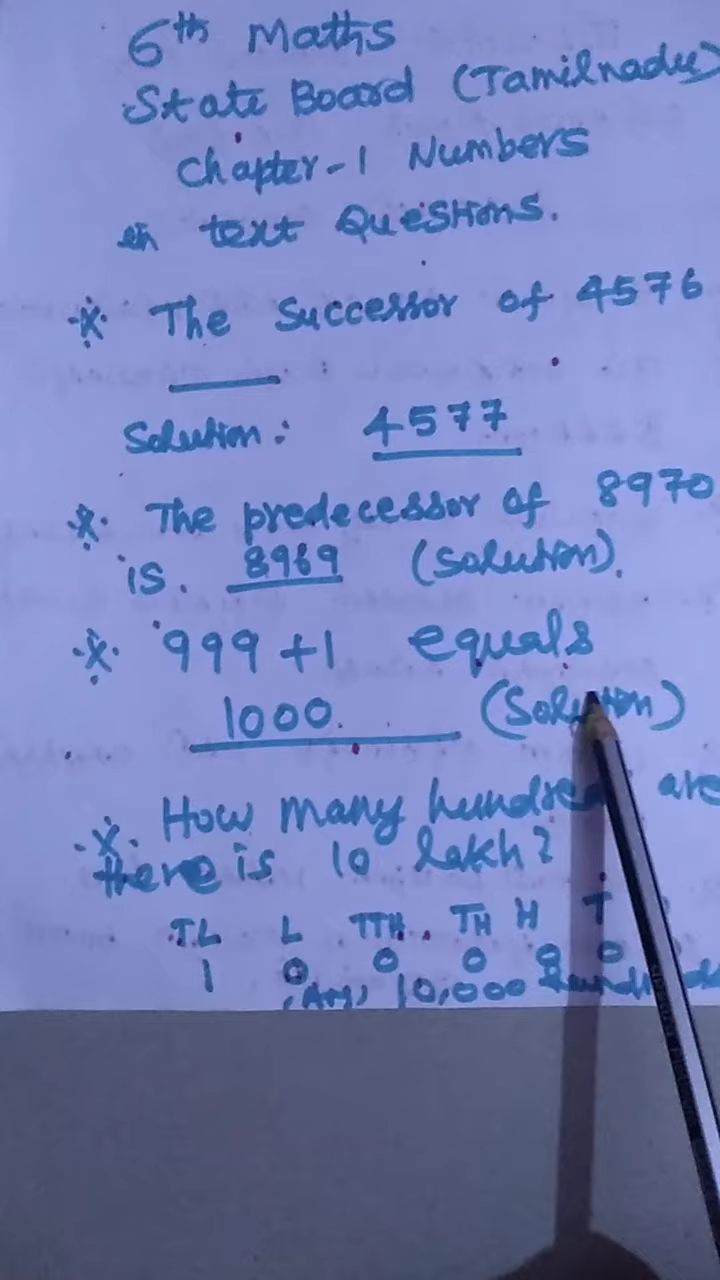 6th Maths
State Board (Tamilnadu)
Chapter-1 Numbers
in text Questions.
The Successor of 4576
Solution: 4577
The predecessor of 8970
is. 8969 (Solution).
999+1 equals
1000. (Solution)
How many hundred are
there is 10 lakh?
TL L TTH. TH H T
1 0 0 0 0 0
Ans, 10,000